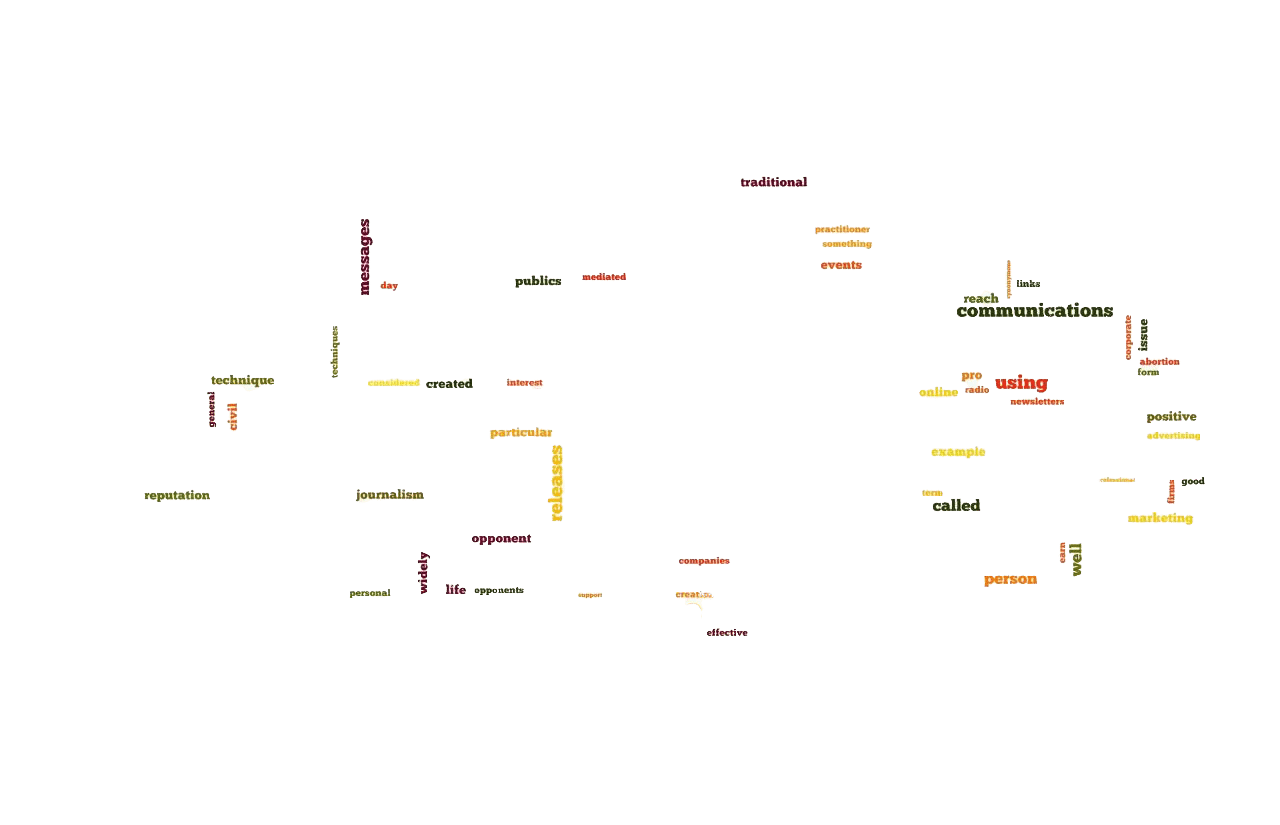 traditional
messages
practitioner
something
events
publics
mediated
day
synonymous
links
reach
communications
corporate
issue
techniques
abortion
form
technique
considered
created
interest
pro
using
online
radio
newsletters
general
civil
particular
positive
advertising
releases
example
reputation
journalism
term
called
good
firms
marketing
opponent
widely
life
opponents
personal
support
companies
earn
well
person
effective